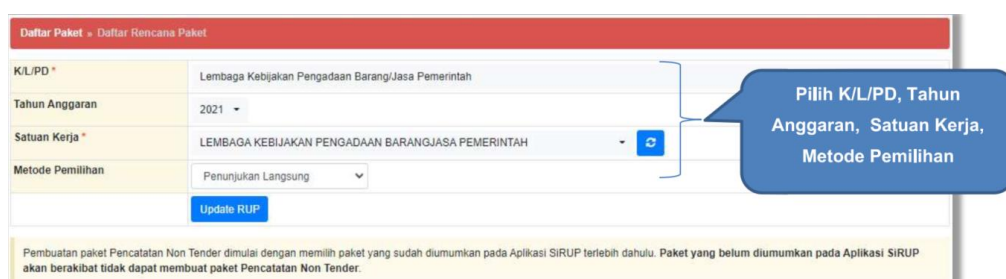 Daftar Paket » Daftar Rencana Paket
K/L/PD *
Lembaga Kebijakan Pengadaan Barang/Jasa Pemerintah
Tahun Anggaran
2021
Satuan Kerja *
LEMBAGA KEBIJAKAN PENGADAAN BARANGJASA PEMERINTAH
Metode Pemilihan
Penunjukan Langsung
Update RUP
Pilih K/L/PD, Tahun
Anggaran, Satuan Kerja,
Metode Pemilihan
Pembuatan paket Pencatatan Non Tender dimulai dengan memilih paket yang sudah diumumkan pada Aplikasi SiRUP terlebih dahulu. Paket yang belum diumumkan pada Aplikasi SiRUP
akan berakibat tidak dapat membuat paket Pencatatan Non Tender.